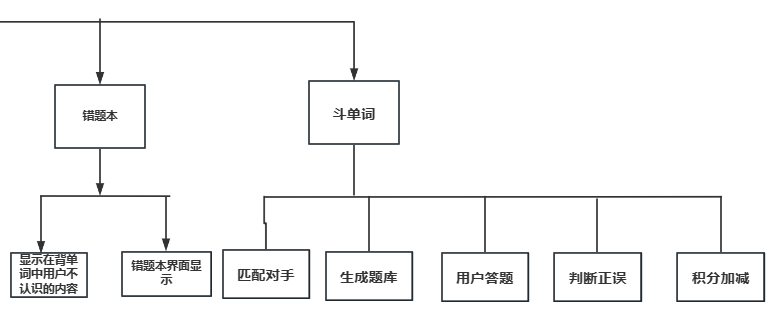 错题本
斗单词
显示在背单
词中用户不
认识的内容
错题本界面显
示
匹配对手
生成题库
用户答题
判断正误
积分加减